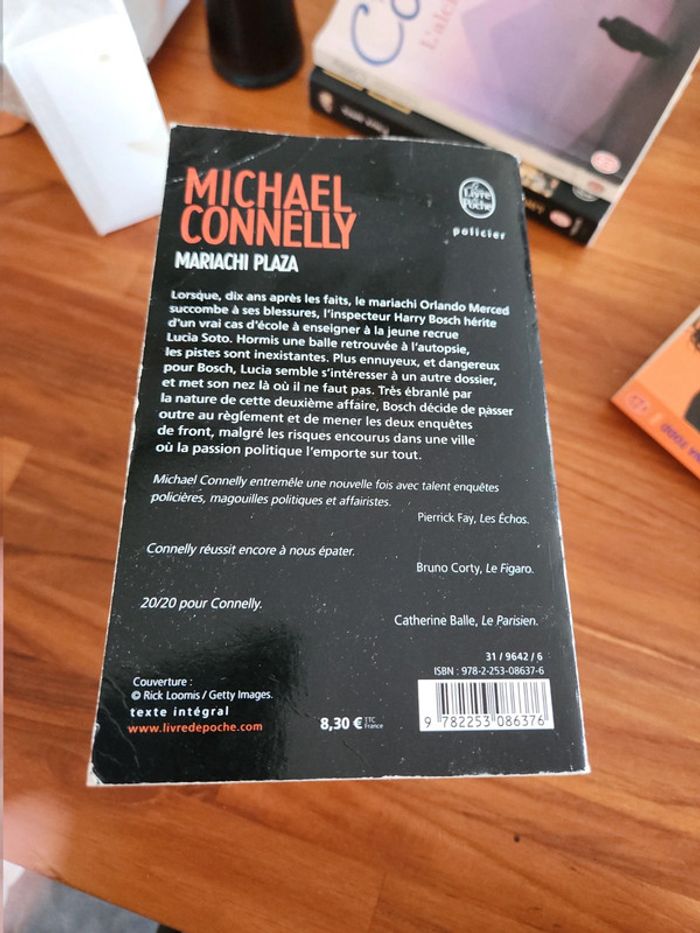 Co
L'alc
MICHAEL
CONNELLY
MARIACHI PLAZA
Le
Livre
de
Poche
policier
Lorsque, dix ans après les faits, le mariachi Orlando Merced
succombe à ses blessures, l'inspecteur Harry Bosch hérite
d'un vrai cas d'école à enseigner à la jeune recrue
Lucia Soto. Hormis une balle retrouvée à l'autopsie,
les pistes sont inexistantes. Plus ennuyeux, et dangereux
pour Bosch, Lucia semble s'intéresser à un autre dossier,
et met son nez là où il ne faut pas. Très ébranlé par
la nature de cette deuxième affaire, Bosch décide de passer
outre au règlement et de mener les deux enquêtes
de front, malgré les risques encourus dans une ville
où la passion politique l'emporte sur tout.
Michael Connelly entremêle une nouvelle fois avec talent enquêtes
policières, magouilles politiques et affairistes.
Pierrick Fay, Les Échos.
Connelly réussit encore à nous épater.
Bruno Corty, Le Figaro.
20/20 pour Connelly.
Catherine Balle, Le Parisien.
31 / 9642 / 6
ISBN : 978-2-253-08637-6
Couverture :
© Rick Loomis / Getty Images.
texte intégral
www.livredepoche.com
8,30 € TTC
France
9 782253 086376
TODD